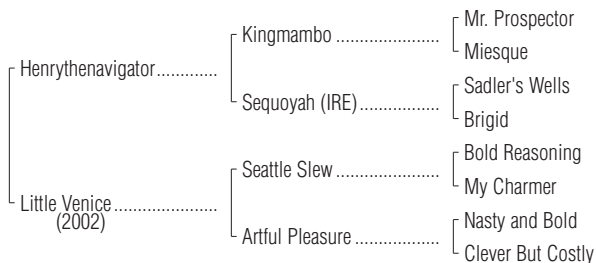 Mr. Prospector
Kingmambo ..................
Miesque
Henrythenavigator.............
Sadler's Wells
Sequoyah (IRE)..................
Brigid
Bold Reasoning
Seattle Slew ..................
My Charmer
Little Venice ......................
(2002)
Nasty and Bold
Artful Pleasure ..................
Clever But Costly